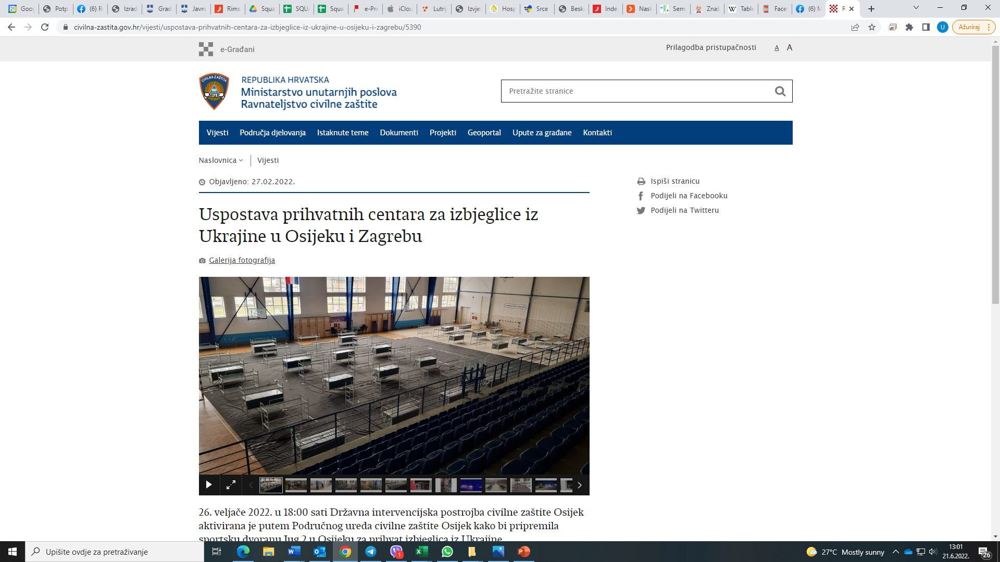 Goog
Potp
(6) R
Izrad
Grad
Javni
Rims
Squa
SQU
Squa
e-Pre
iClou
Lutrij
Izvje
Hosp
Srce
Besk
Inde
Nasl
Sem
Znaš
W Table
Face
(6) M
R
civilna-zastita.gov.hr/vijesti/uspostava-prihvatnih-centara-za-izbjeglice-iz-ukrajine-u-osijeku-i-zagrebu/5390
U
Ažuriraj
e-Građani
Prilagodba pristupačnosti A A
CIVILNA ZAŠTITA
MUP
REPUBLIKA HRVATSKA
Ministarstvo unutarnjih poslova
Ravnateljstvo civilne zaštite
Pretražite stranice
Vijesti Područja djelovanja Istaknute teme Dokumenti Projekti Geoportal Upute za građane Kontakti
Naslovnica Vijesti
Objavljeno: 27.02.2022.
Ispiši stranicu
Podijeli na Facebooku
Podijeli na Twitteru
Uspostava prihvatnih centara za izbjeglice iz
Ukrajine u Osijeku i Zagrebu
Galerija fotografija
26. veljače 2022. u 18:00 sati Državna intervencijska postrojba civilne zaštite Osijek
aktivirana je putem Područnog ureda civilne zaštite Osijek kako bi pripremila
sportsku dvoranu Jug 2 u Osijeku za prihvat izbjeglica iz Ukrajine.
Upišite ovdje za pretraživanje
1
27°C Mostly sunny
13:01
21.6.2022.
26